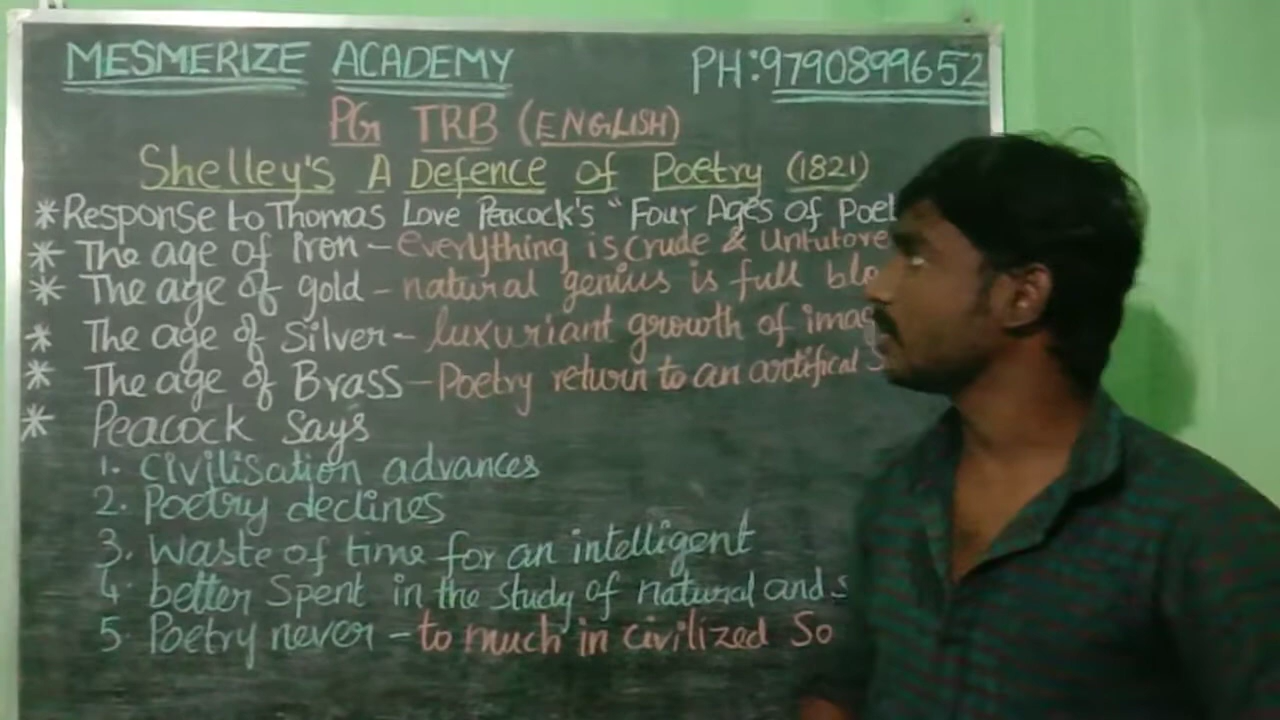 MESMERIZE ACADEMY PH:9790899652
PG TRB (ENGLISH)
Shelley's A Defence of Poetry (1821)
* Response to Thomas Love Peacock's "Four Ages of Poet
* The age of iron - everything is crude & Untutore
* The age of gold - natural genius is full blo
* The age of Silver - luxuriant growth of imag
* The age of Brass - Poetry return to an artifical S
* Peacock Says
1. Civilisation advances
2. Poetry declines
3. Waste of time for an intelligent
4. better Spent in the study of natural and S
5. Poetry never - to much in civilized So